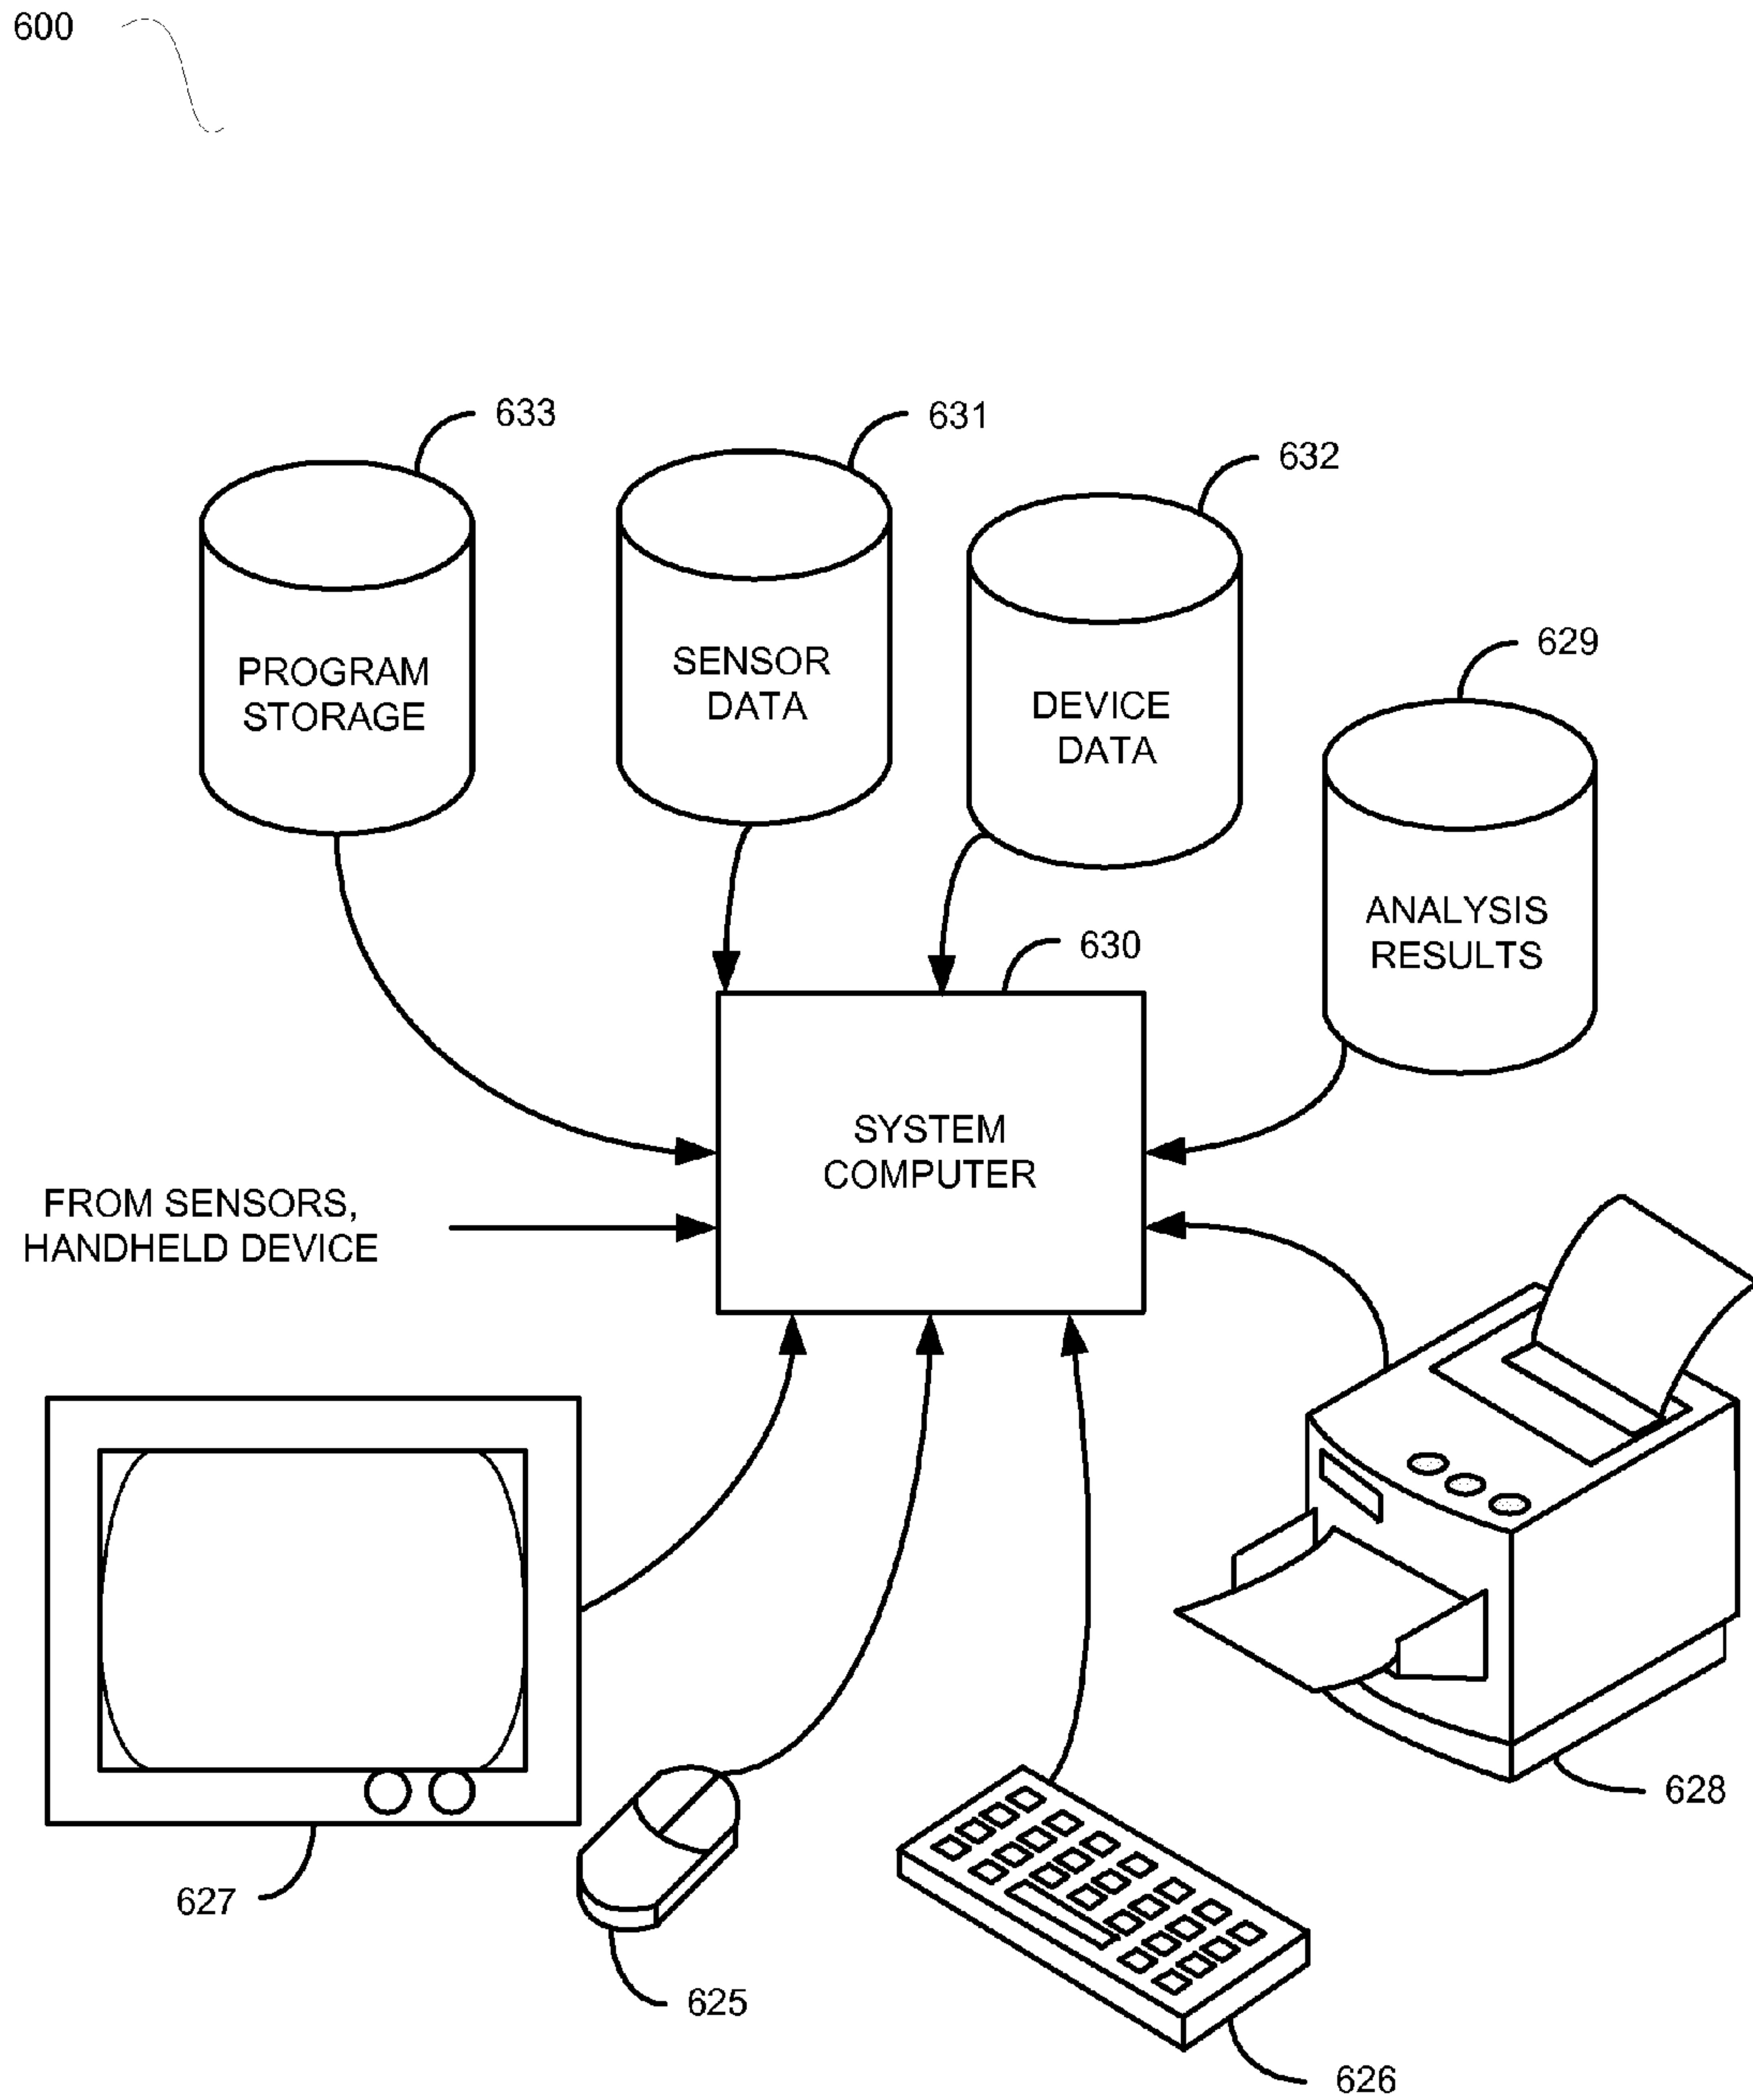 600
633
631
632
629
PROGRAM
STORAGE
SENSOR
DATA
DEVICE
DATA
ANALYSIS
RESULTS
630
SYSTEM
COMPUTER
FROM SENSORS,
HANDHELD DEVICE
627
625
626
628